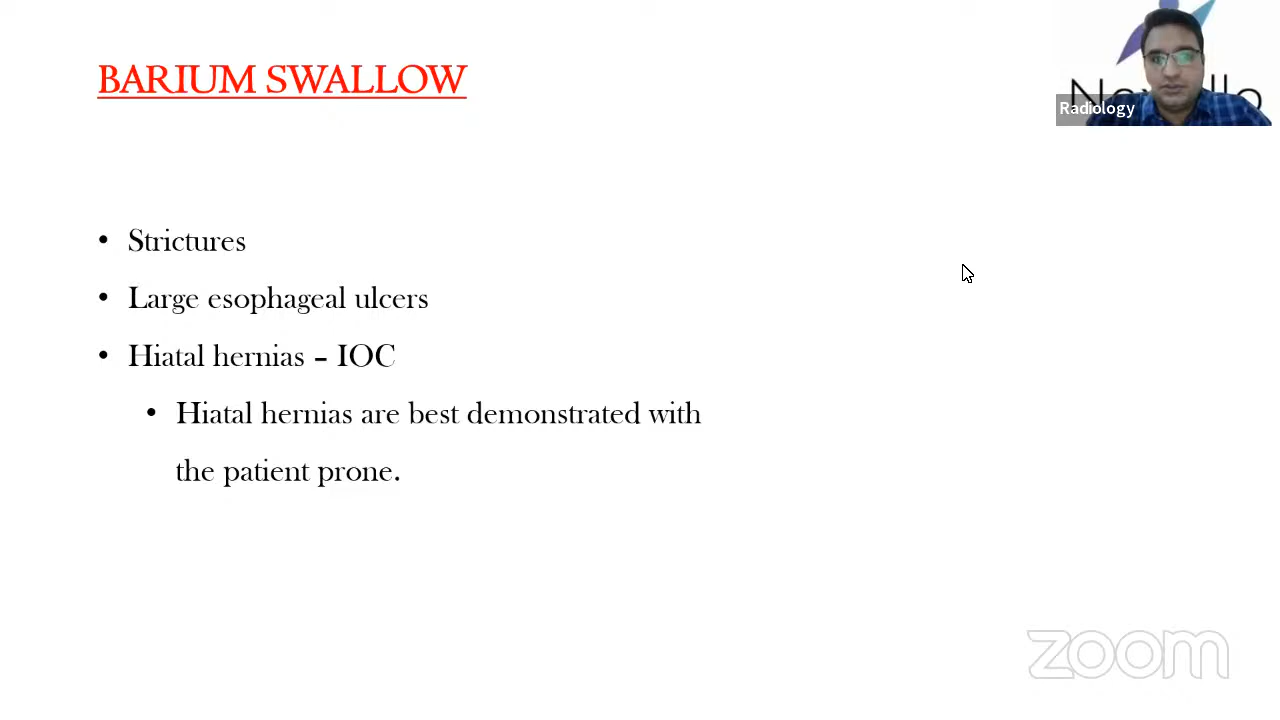 BARIUM SWALLOW
Radiology
• Strictures
• Large esophageal ulcers
• Hiatal hernias – IOC
• Hiatal hernias are best demonstrated with
the patient prone.
zoom